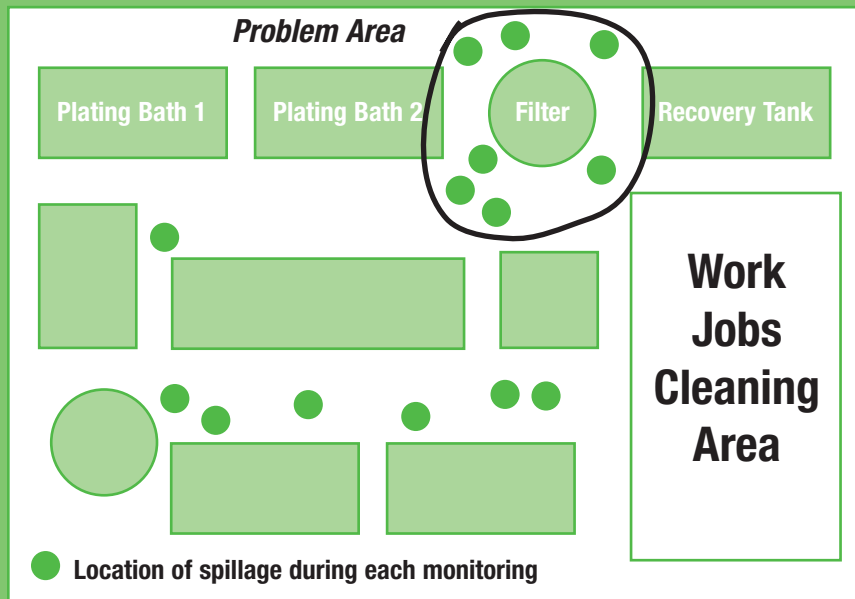 Problem Area
Plating Bath 1
Plating Bath 2
Filter
Recovery Tank
Work
Jobs
Cleaning
Area
Location of spillage during each monitoring